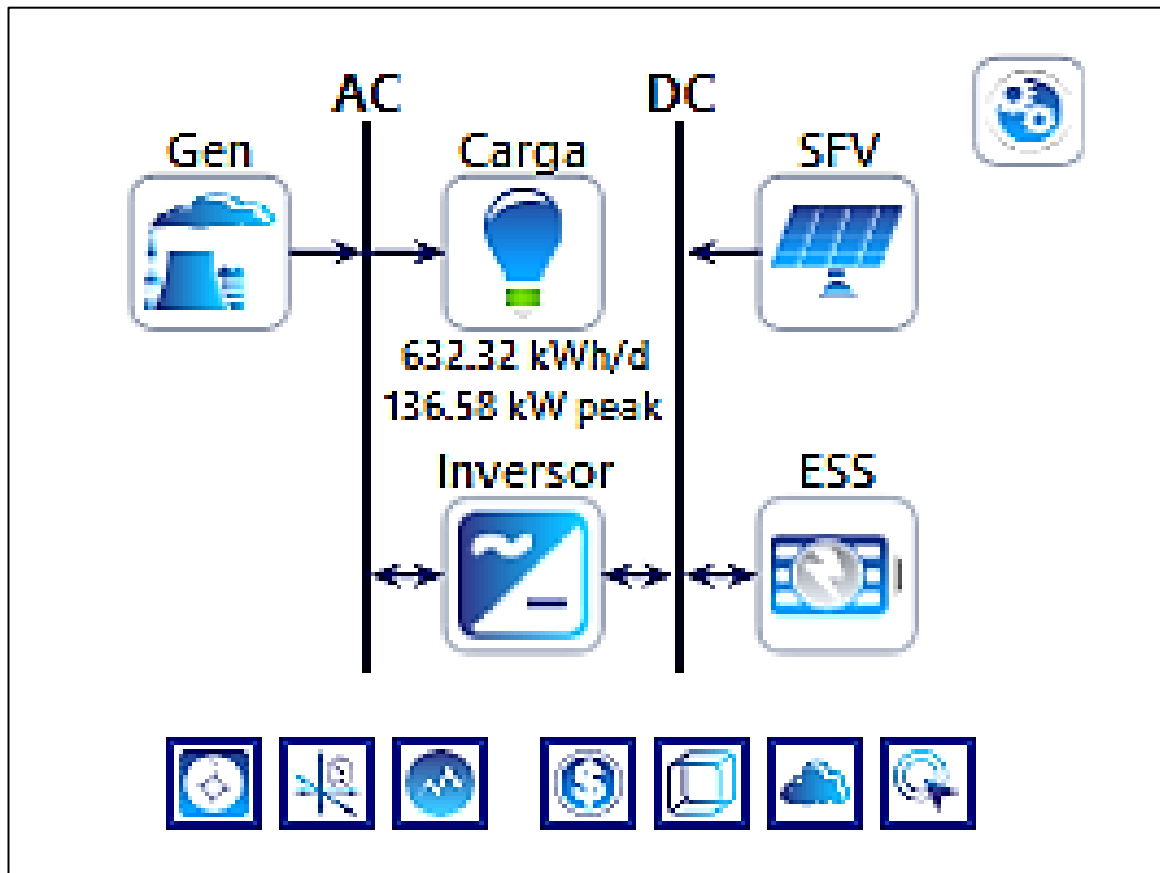 AC
DC
Gen
Carga
SFV
632.32 kWh/d
136.58 kW peak
Inversor
ESS